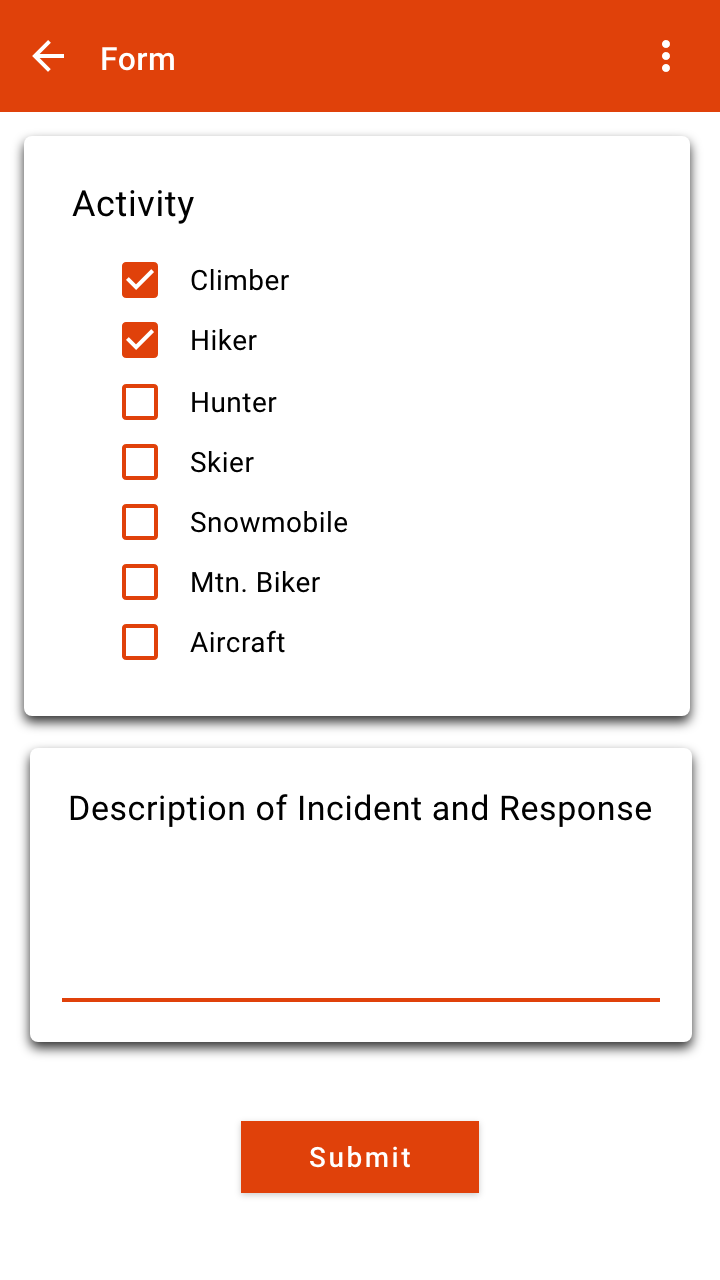 Form
Activity
Climber
Hiker
Hunter
Skier
Snowmobile
Mtn. Biker
Aircraft
Description of Incident and Response
Submit